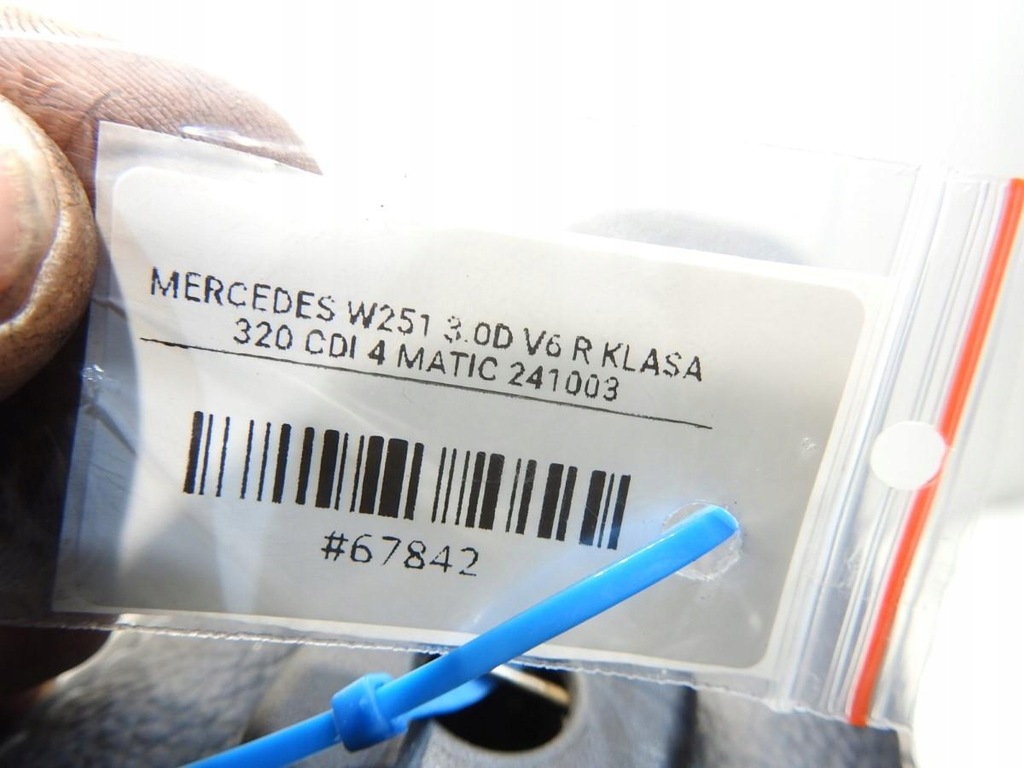 MERCEDES W251 3.0D V6 R KLASA
320 CDI 4 MATIC 241003
#67842